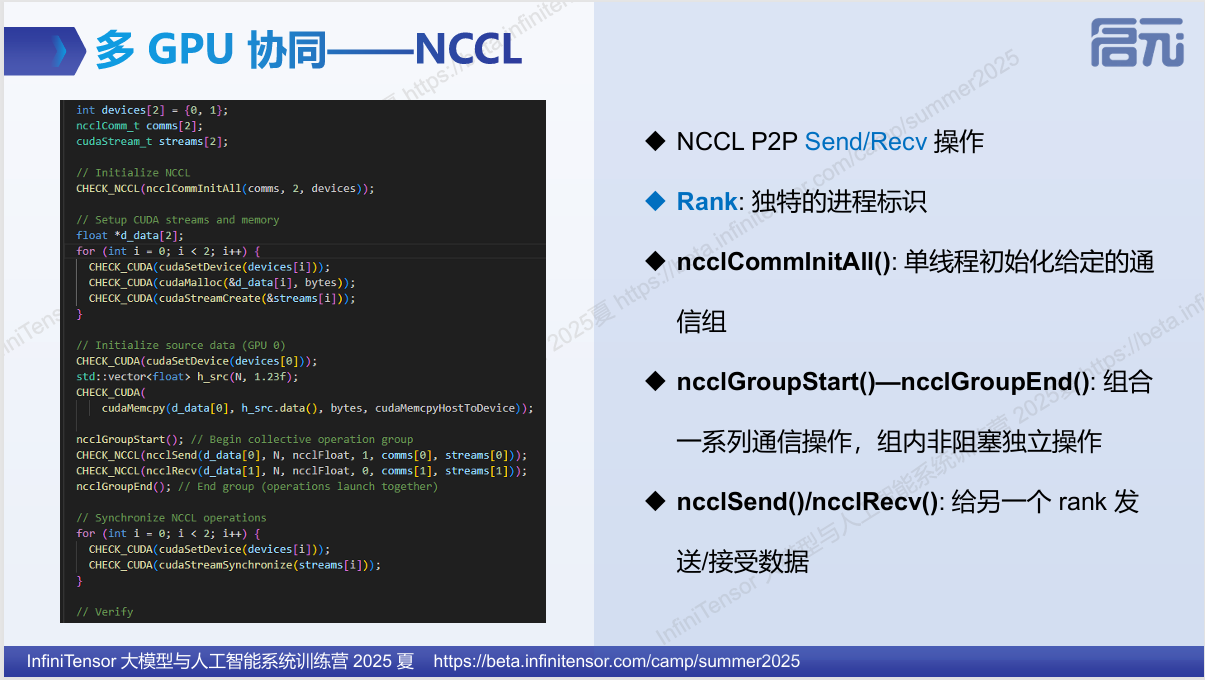 多 GPU 协同——NCCL
启元
int devices[2] = {0, 1};
ncclComm_t comms[2];
cudaStream_t streams[2];
// Initialize NCCL
CHECK_NCCL(ncclCommInitAll(comms, 2, devices));
// Setup CUDA streams and memory
float *d_data[2];
for (int i = 0; i < 2; i++) {
CHECK_CUDA(cudaSetDevice(devices[i]));
CHECK_CUDA(cudaMalloc(&d_data[i], bytes));
CHECK_CUDA(cudaStreamCreate(&streams[i]));
}
// Initialize source data (GPU 0)
CHECK_CUDA(cudaSetDevice(devices[0]));
std::vector<float> h_src(N, 1.23f);
CHECK_CUDA(
cudaMemcpy(d_data[0], h_src.data(), bytes, cudaMemcpyHostToDevice));
ncclGroupStart(); // Begin collective operation group
CHECK_NCCL(ncclSend(d_data[0], N, ncclFloat, 1, comms[0], streams[0]));
CHECK_NCCL(ncclRecv(d_data[1], N, ncclFloat, 0, comms[1], streams[1]));
ncclGroupEnd(); // End group (operations launch together)
// Synchronize NCCL operations
for (int i = 0; i < 2; i++) {
CHECK_CUDA(cudaSetDevice(devices[i]));
CHECK_CUDA(cudaStreamSynchronize(streams[i]));
}
// Verify
◆ NCCL P2P Send/Recv 操作
◆ Rank: 独特的进程标识
◆ ncclCommInitAll(): 单线程初始化给定的通
信组
◆ ncclGroupStart()—ncclGroupEnd(): 组合
一系列通信操作，组内非阻塞独立操作
◆ ncclSend()/ncclRecv(): 给另一个 rank 发
送/接受数据
InfiniTensor 大模型与人工智能系统训练营 2025 夏 https://beta.infinitensor.com/camp/summer2025